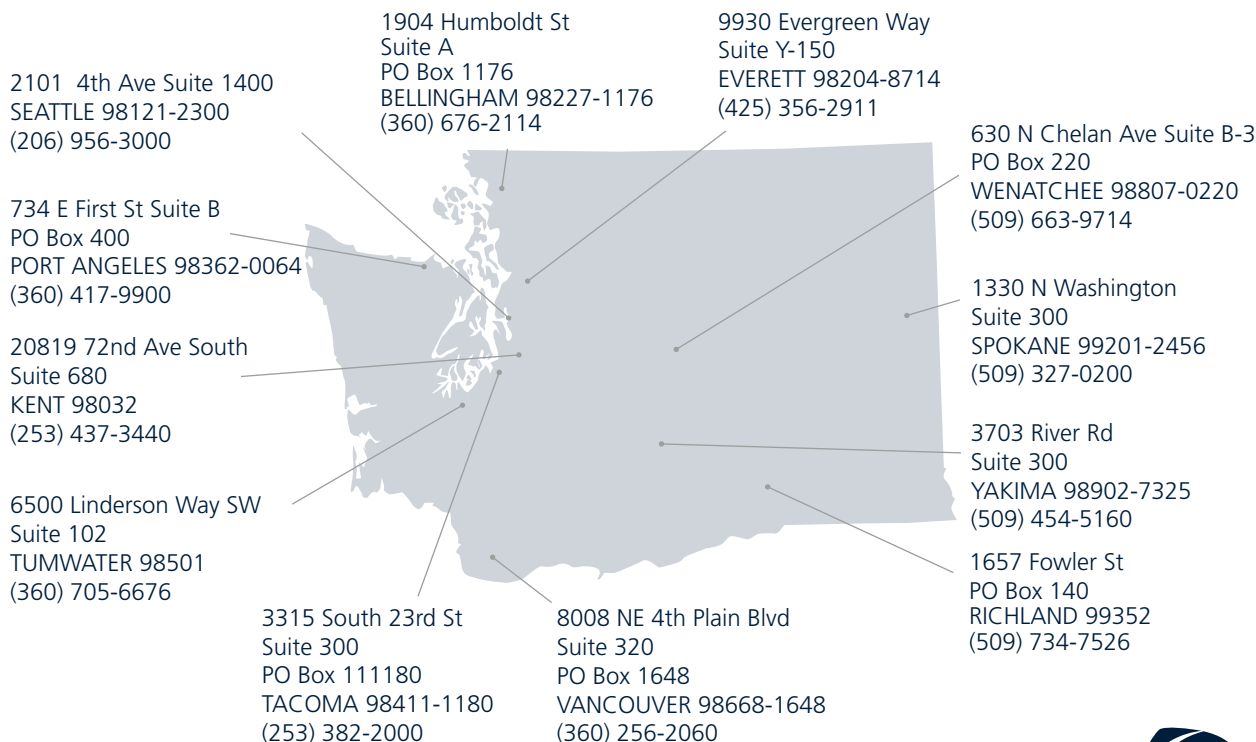 1904 Humboldt St
Suite A
PO Box 1176
BELLINGHAM 98227-1176
(360) 676-2114
9930 Evergreen Way
Suite Y-150
EVERETT 98204-8714
(425) 356-2911
2101  4th Ave Suite 1400
SEATTLE 98121-2300
(206) 956-3000
630 N Chelan Ave Suite B-3
PO Box 220
WENATCHEE 98807-0220
(509) 663-9714
734 E First St Suite B
PO Box 400
PORT ANGELES 98362-0064
(360) 417-9900
1330 N Washington
Suite 300
SPOKANE 99201-2456
(509) 327-0200
20819 72nd Ave South
Suite 680
KENT 98032
(253) 437-3440
3703 River Rd
Suite 300
YAKIMA 98902-7325
(509) 454-5160
6500 Linderson Way SW
Suite 102
TUMWATER 98501
(360) 705-6676
1657 Fowler St
PO Box 140
RICHLAND 99352
(509) 734-7526
3315 South 23rd St
Suite 300
PO Box 111180
TACOMA 98411-1180
(253) 382-2000
8008 NE 4th Plain Blvd
Suite 320
PO Box 1648
VANCOUVER 98668-1648
(360) 256-2060